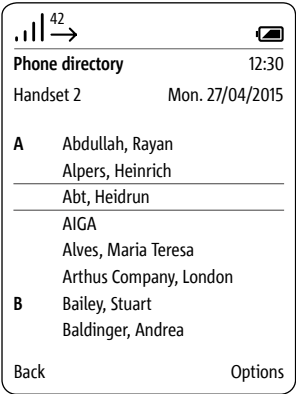 42
Phone directory 12:30
Handset 2 Mon. 27/04/2015
A Abdullah, Rayan
Alpers, Heinrich
Abt, Heidrun
AIGA
Alves, Maria Teresa
Arthus Company, London
B Bailey, Stuart
Baldinger, Andrea
Back Options